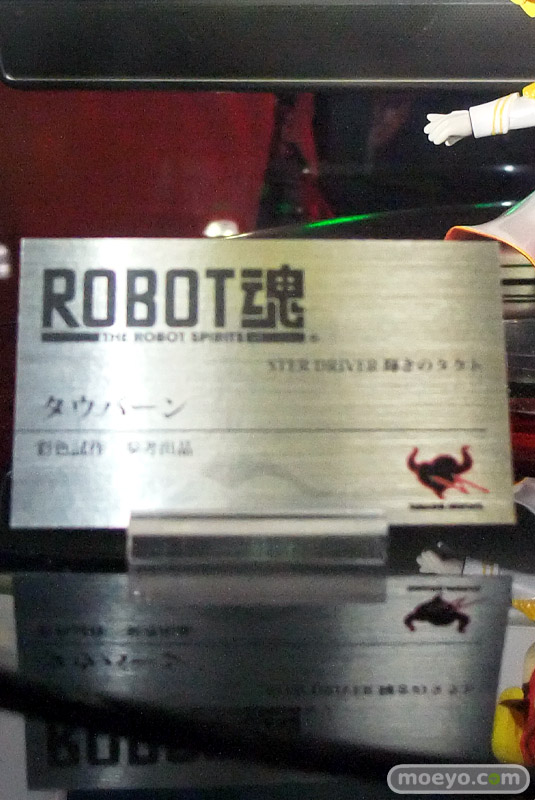 ROBOT魂
THE ROBOT SPIRITS
STER DRIVER 輝きのタクト
タウバーン
彩色試作 参考出品
moeyo.com